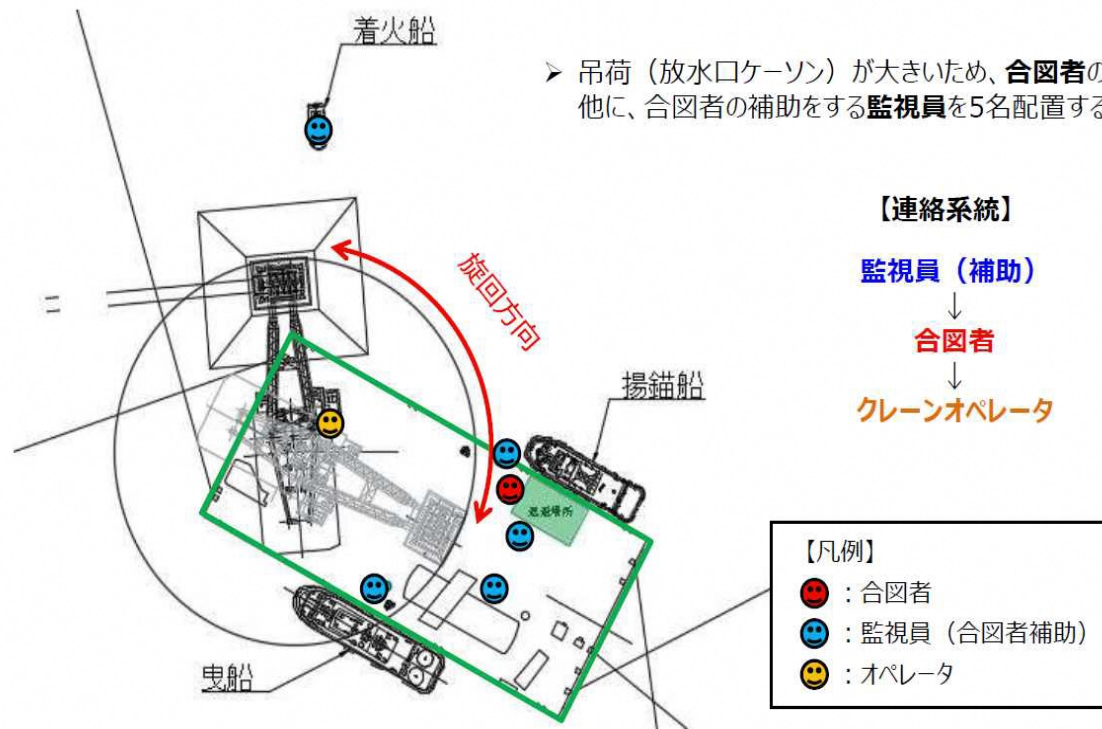 着火船
➢ 吊荷（放水口ケーソン）が大きいため、合図者の
他に、合図者の補助をする監視員を5名配置する
【連絡系統】
監視員（補助）
↓
合図者
↓
クレーンオペレータ
旋回方向
揚錨船
退避場所
曳船
【凡例】
：合図者
：監視員（合図者補助）
：オペレータ